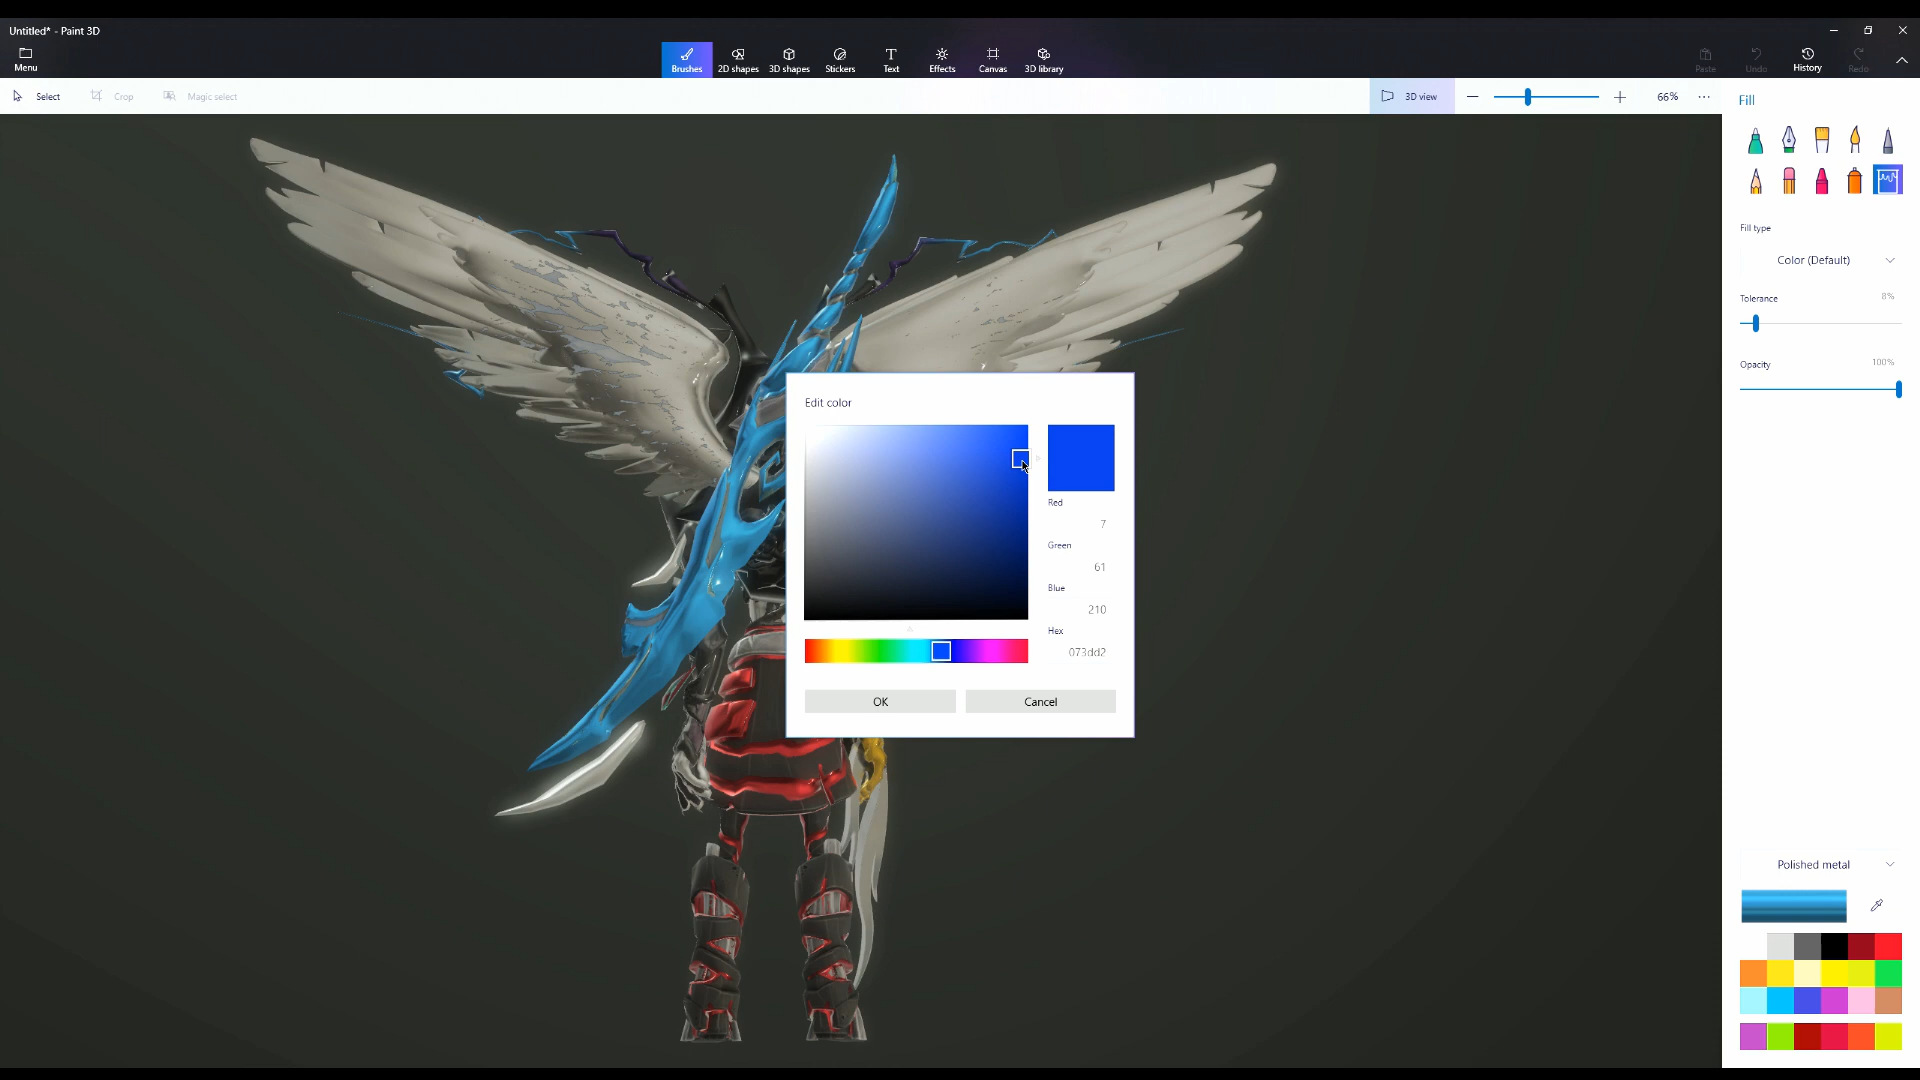 Untitled* - Paint 3D
Menu
Brushes
2D shapes
3D shapes
Stickers
Text
Effects
Canvas
3D library
Paste
Undo
History
Redo
Select
Crop
Magic select
3D view
66%
Fill
Fill type
Color (Default)
Tolerance
8%
Opacity
100%
Edit color
Red
7
Green
61
Blue
210
Hex
073dd2
OK
Cancel
Polished metal